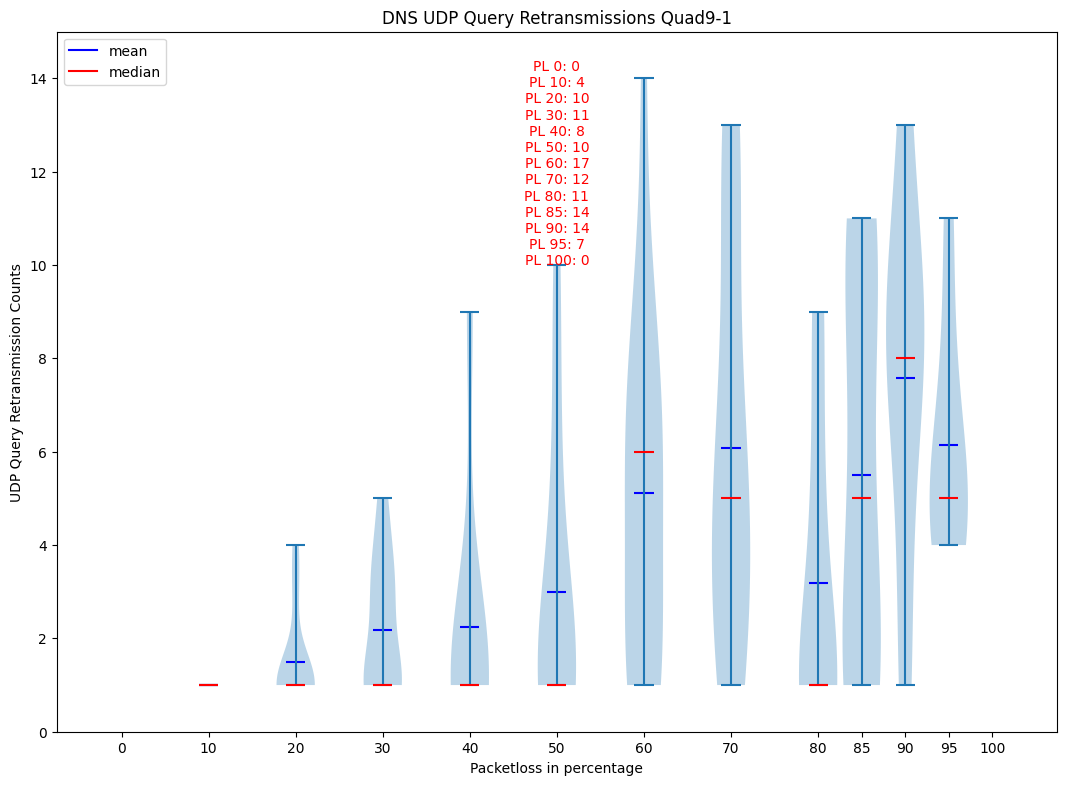 DNS UDP Query Retransmissions Quad9-1
mean
median
PL 0: 0
PL 10: 4
PL 20: 10
PL 30: 11
PL 40: 8
PL 50: 10
PL 60: 17
PL 70: 12
PL 80: 11
PL 85: 14
PL 90: 14
PL 95: 7
PL 100: 0
UDP Query Retransmission Counts
14
12
10
8
6
4
2
0
0 10 20 30 40 50 60 70 80 85 90 95 100
Packetloss in percentage